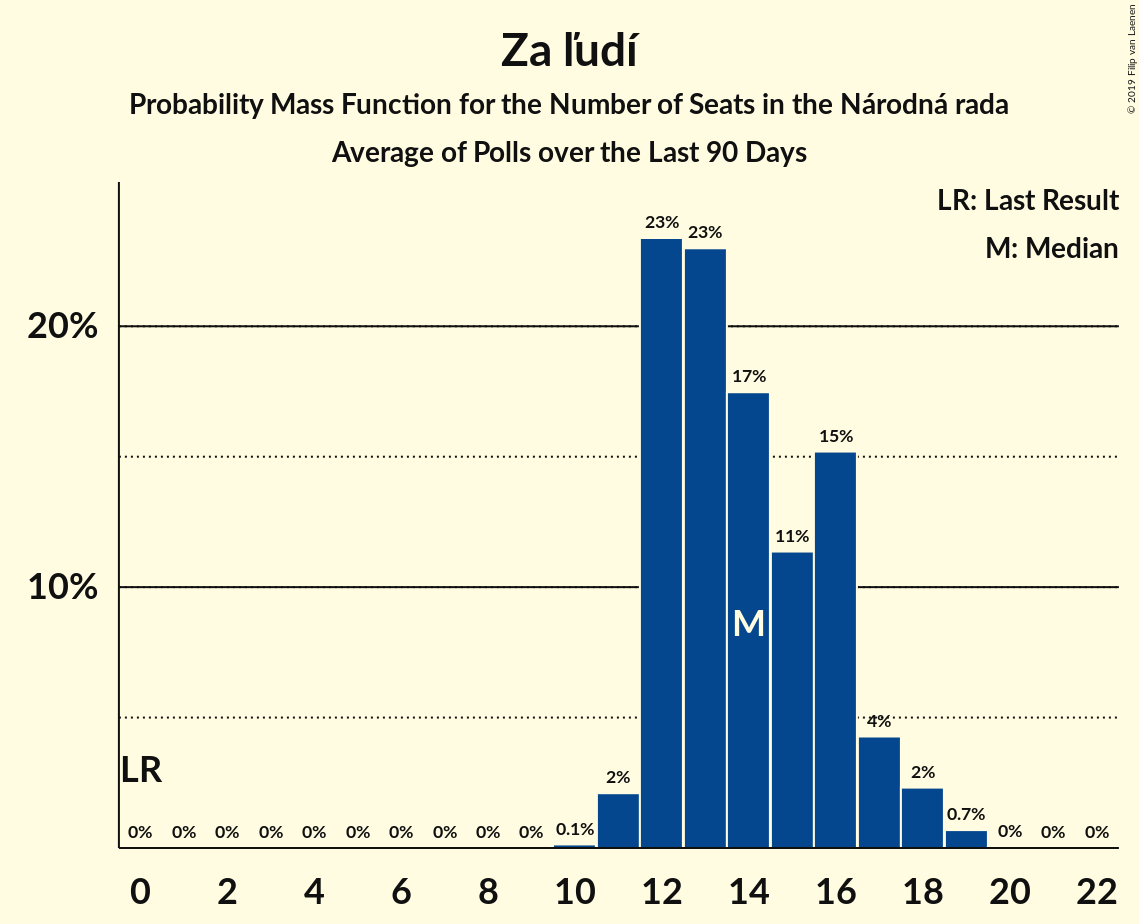 Za ľudí
Probability Mass Function for the Number of Seats in the Národná rada
Average of Polls over the Last 90 Days
© 2019 Filip van Laenen
LR: Last Result
M: Median
20%
10%
23%
23%
17%
15%
11%
M
4%
LR
2%
2%
0.7%
0% 0% 0% 0% 0% 0% 0% 0% 0% 0% 0.1% 0% 0% 0%
0 2 4 6 8 10 12 14 16 18 20 22